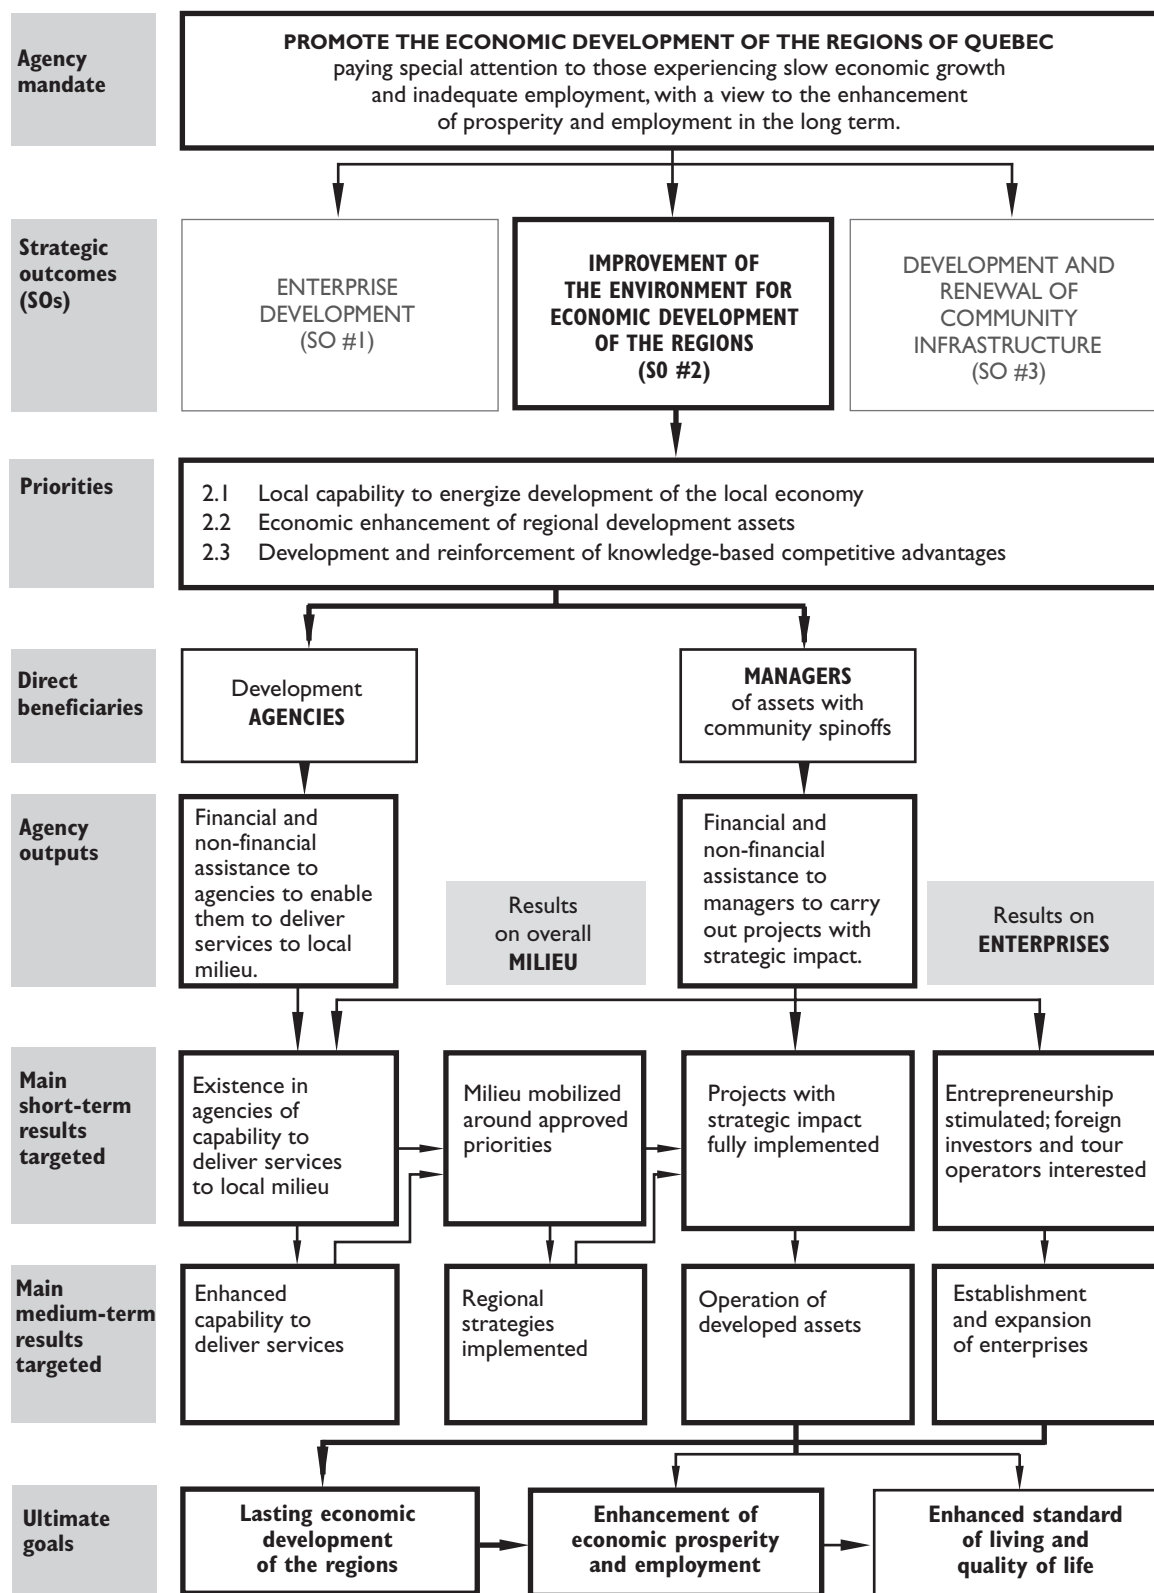 Agency
mandate
PROMOTE THE ECONOMIC DEVELOPMENT OF THE REGIONS OF QUEBEC
paying special attention to those experiencing slow economic growth
and inadequate employment, with a view to the enhancement
of prosperity and employment in the long term.
Strategic
outcomes
(SOs)
ENTERPRISE
DEVELOPMENT
(SO #1)
IMPROVEMENT OF
THE ENVIRONMENT FOR
ECONOMIC DEVELOPMENT
OF THE REGIONS
(S0 #2)
DEVELOPMENT AND
RENEWAL OF
COMMUNITY
INFRASTRUCTURE
(SO #3)
Priorities
2.1 Local capability to energize development of the local economy
2.2 Economic enhancement of regional development assets
2.3 Development and reinforcement of knowledge-based competitive advantages
Direct
beneficiaries
Development
AGENCIES
MANAGERS
of assets with
community spinoffs
Agency
outputs
Financial and
non-financial
assistance to
agencies to enable
them to deliver
services to local
milieu.
Results
on overall
MILIEU
Financial and
non-financial
assistance to
managers to carry
out projects with
strategic impact.
Results on
ENTERPRISES
Main
short-term
results
targeted
Existence in
agencies of
capability to
deliver services
to local milieu
Milieu mobilized
around approved
priorities
Projects with
strategic impact
fully implemented
Entrepreneurship
stimulated; foreign
investors and tour
operators interested
Main
medium-term
results
targeted
Enhanced
capability to
deliver services
Regional
strategies
implemented
Operation of
developed assets
Establishment
and expansion
of enterprises
Ultimate
goals
Lasting economic
development
of the regions
Enhancement of
economic prosperity
and employment
Enhanced standard
of living and
quality of life